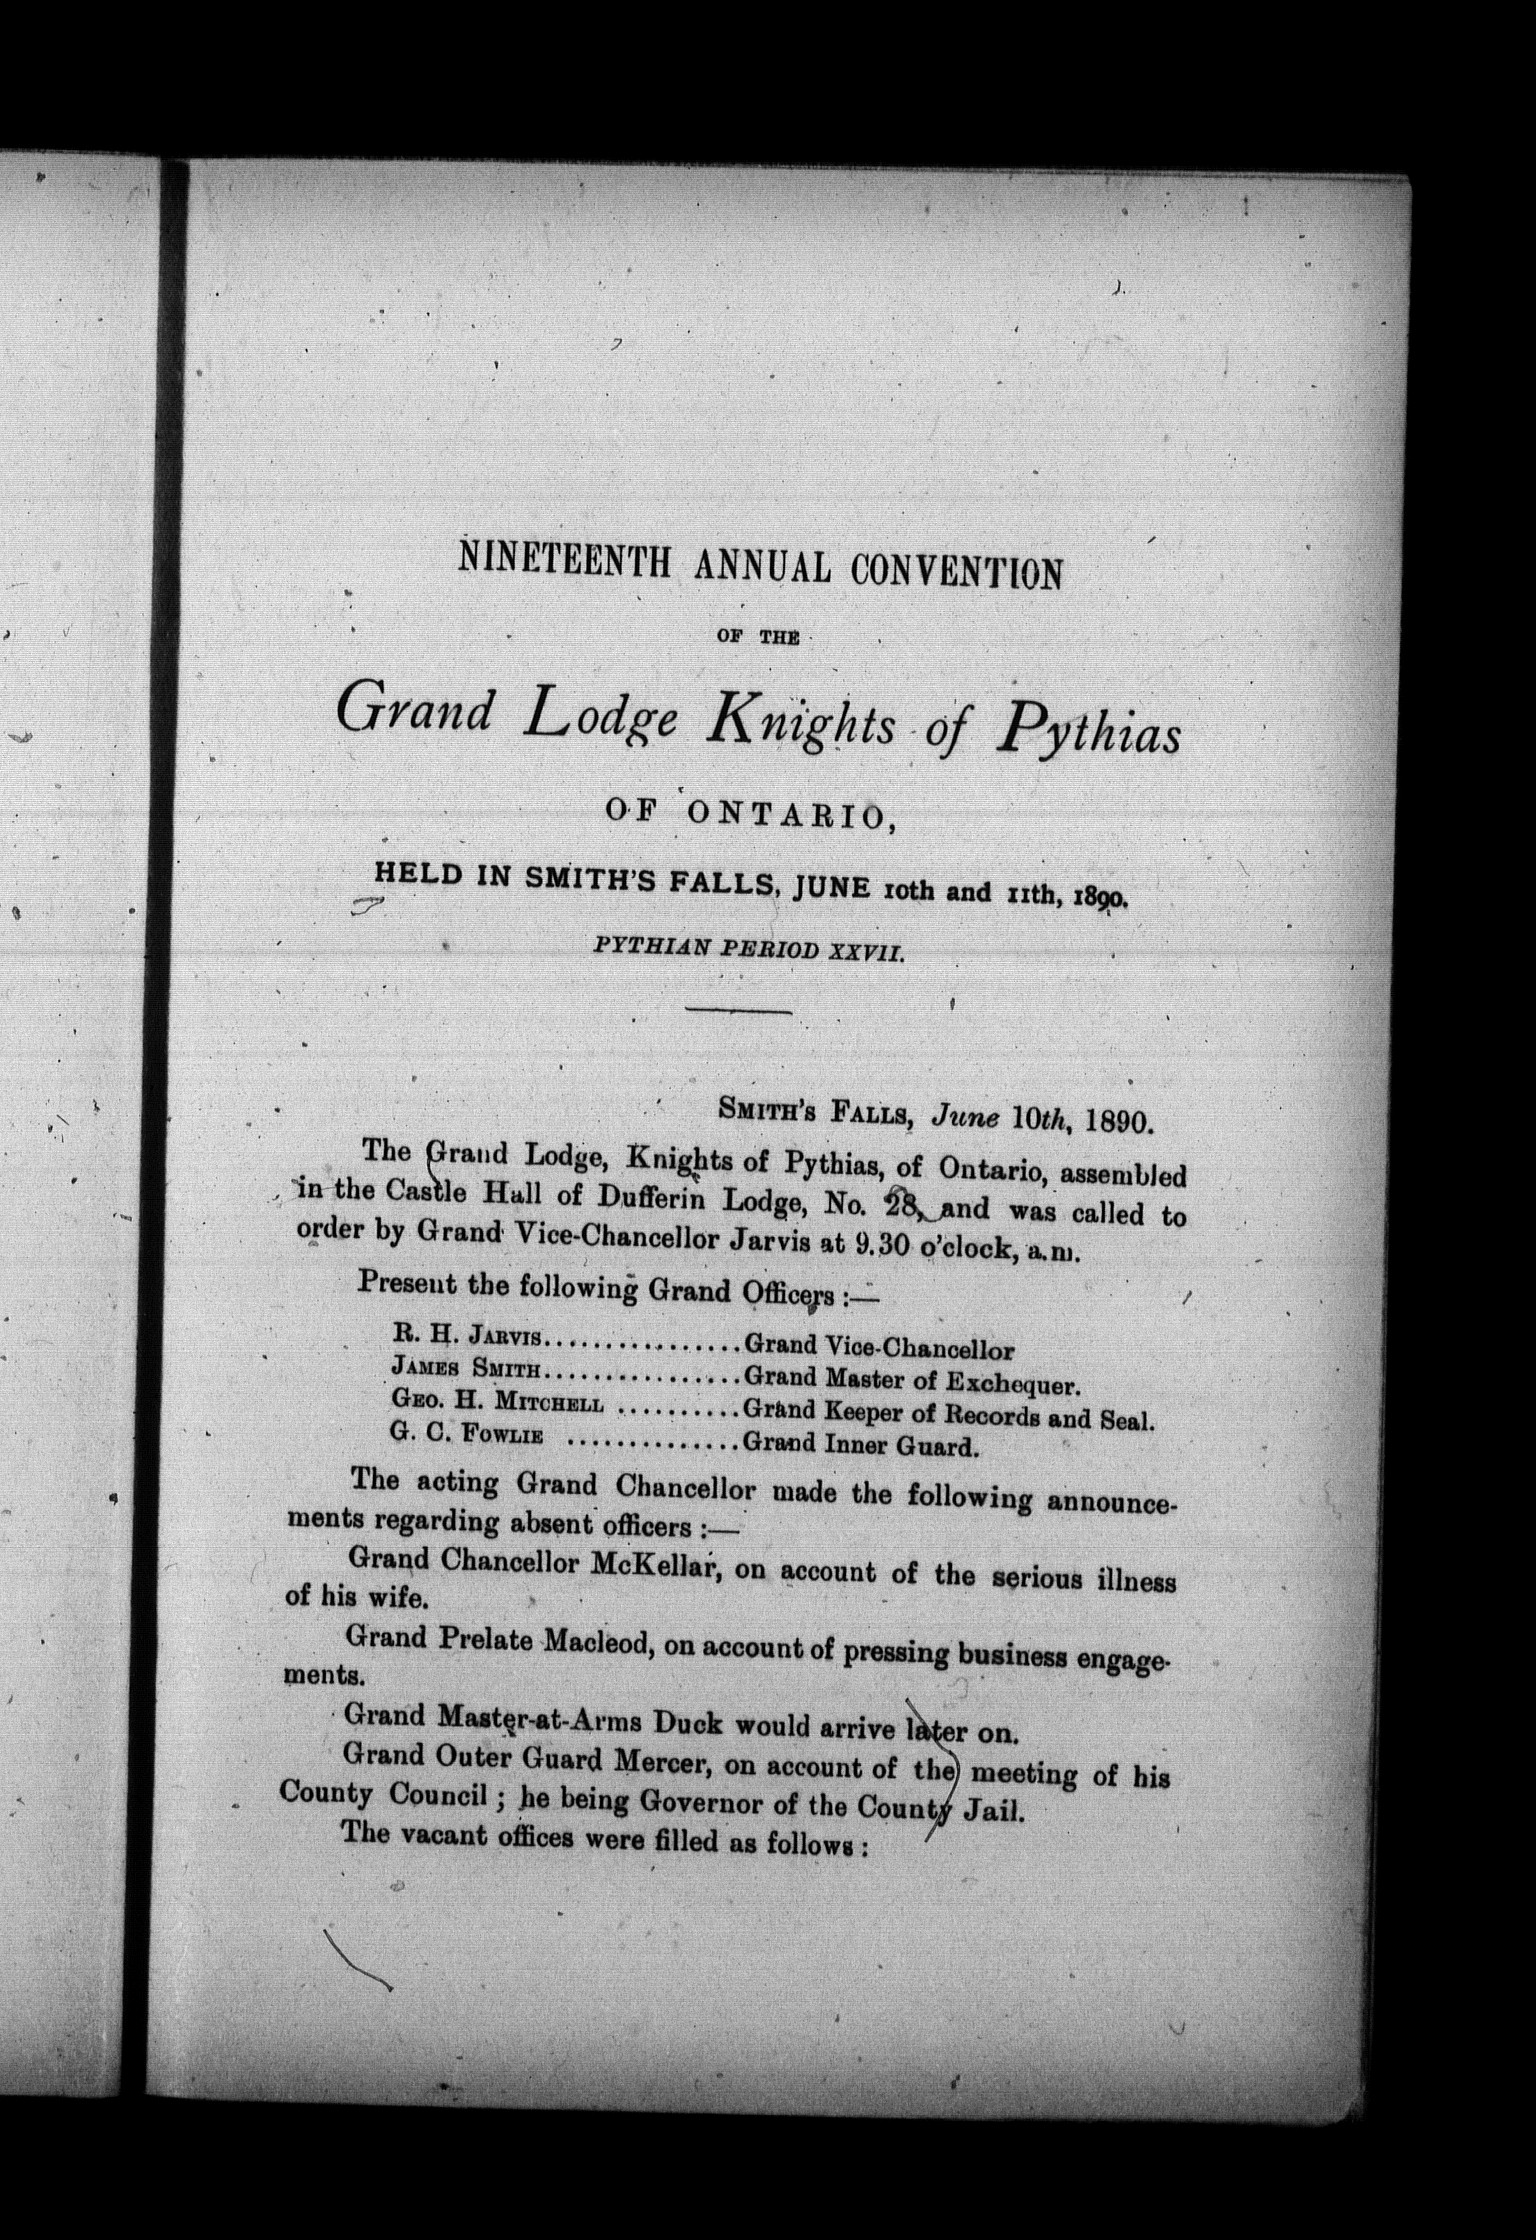 NINETEENTH ANNUAL CONVENTION
OF THE
Grand Lodge Knights of Pythias
OF ONTARIO,
HELD IN SMITH'S FALLS, JUNE 10th and 11th, 1890.
PYTHIAN PERIOD XXVII.
SMITH'S FALLS, June 10th, 1890.
The Grand Lodge, Knights of Pythias, of Ontario, assembled
in the Castle Hall of Dufferin Lodge, No. 28, and was called to
order by Grand Vice-Chancellor Jarvis at 9.30 o'clock, a.m.
Present the following Grand Officers :—
R. H. JARVIS................Grand Vice-Chancellor
JAMES SMITH................Grand Master of Exchequer.
GEO. H. MITCHELL ..........Grand Keeper of Records and Seal.
G. C. FOWLIE ..............Grand Inner Guard.
The acting Grand Chancellor made the following announce-
ments regarding absent officers :—
Grand Chancellor McKellar, on account of the serious illness
of his wife.
Grand Prelate Macleod, on account of pressing business engage-
ments.
Grand Master-at-Arms Duck would arrive later on.
Grand Outer Guard Mercer, on account of the meeting of his
County Council ; he being Governor of the County Jail.
The vacant offices were filled as follows :